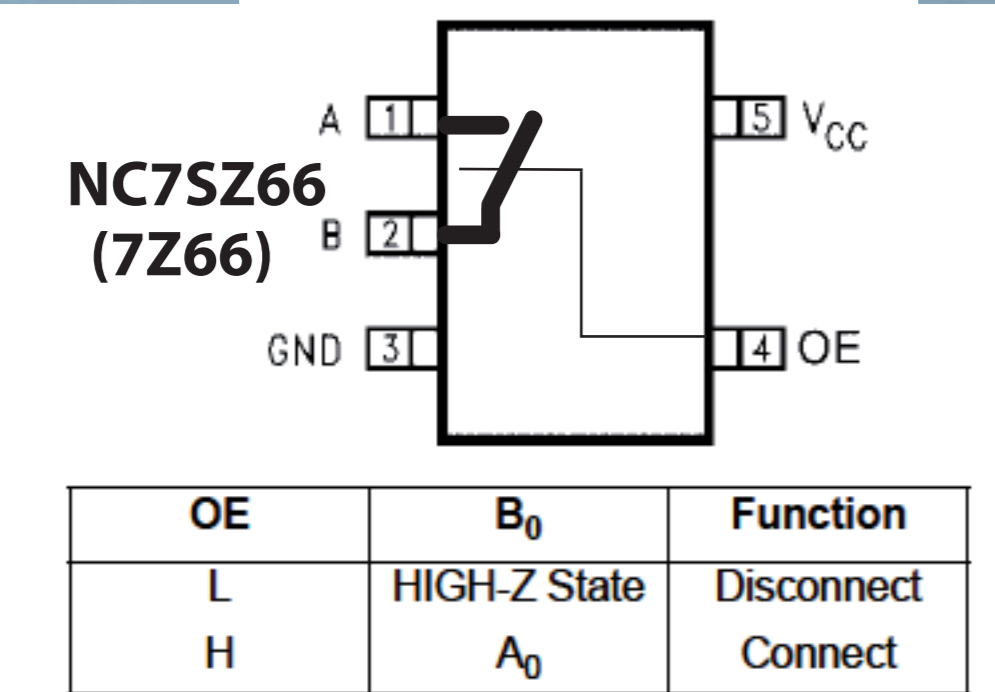 A 1
5 VCC
NC7SZ66
(7Z66)
B 2
GND 3
4 OE
OE B0 Function
L HIGH-Z State Disconnect
H A0 Connect